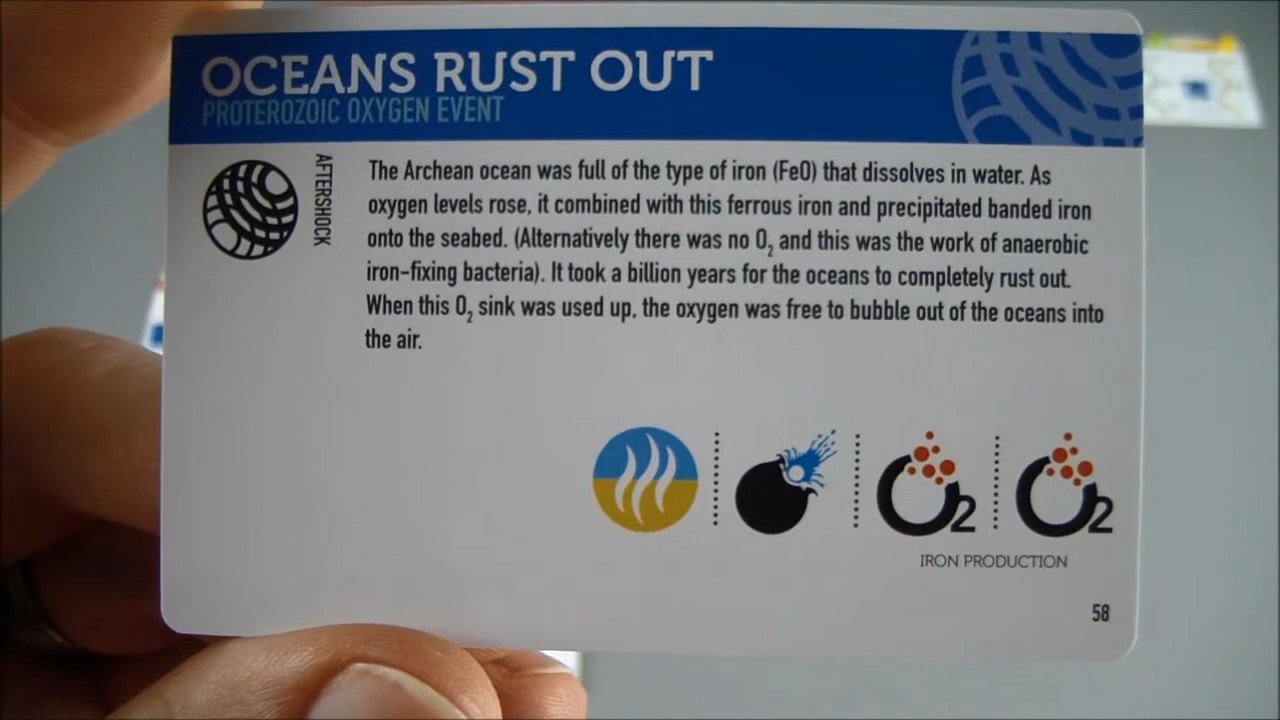 OCEANS RUST OUT
PROTEROZOIC OXYGEN EVENT
AFTERSHOCK
The Archean ocean was full of the type of iron (FeO) that dissolves in water. As
oxygen levels rose, it combined with this ferrous iron and precipitated banded iron
onto the seabed. (Alternatively there was no O₂ and this was the work of anaerobic
iron-fixing bacteria). It took a billion years for the oceans to completely rust out.
When this O₂ sink was used up, the oxygen was free to bubble out of the oceans into
the air.
O2 O2
IRON PRODUCTION
58